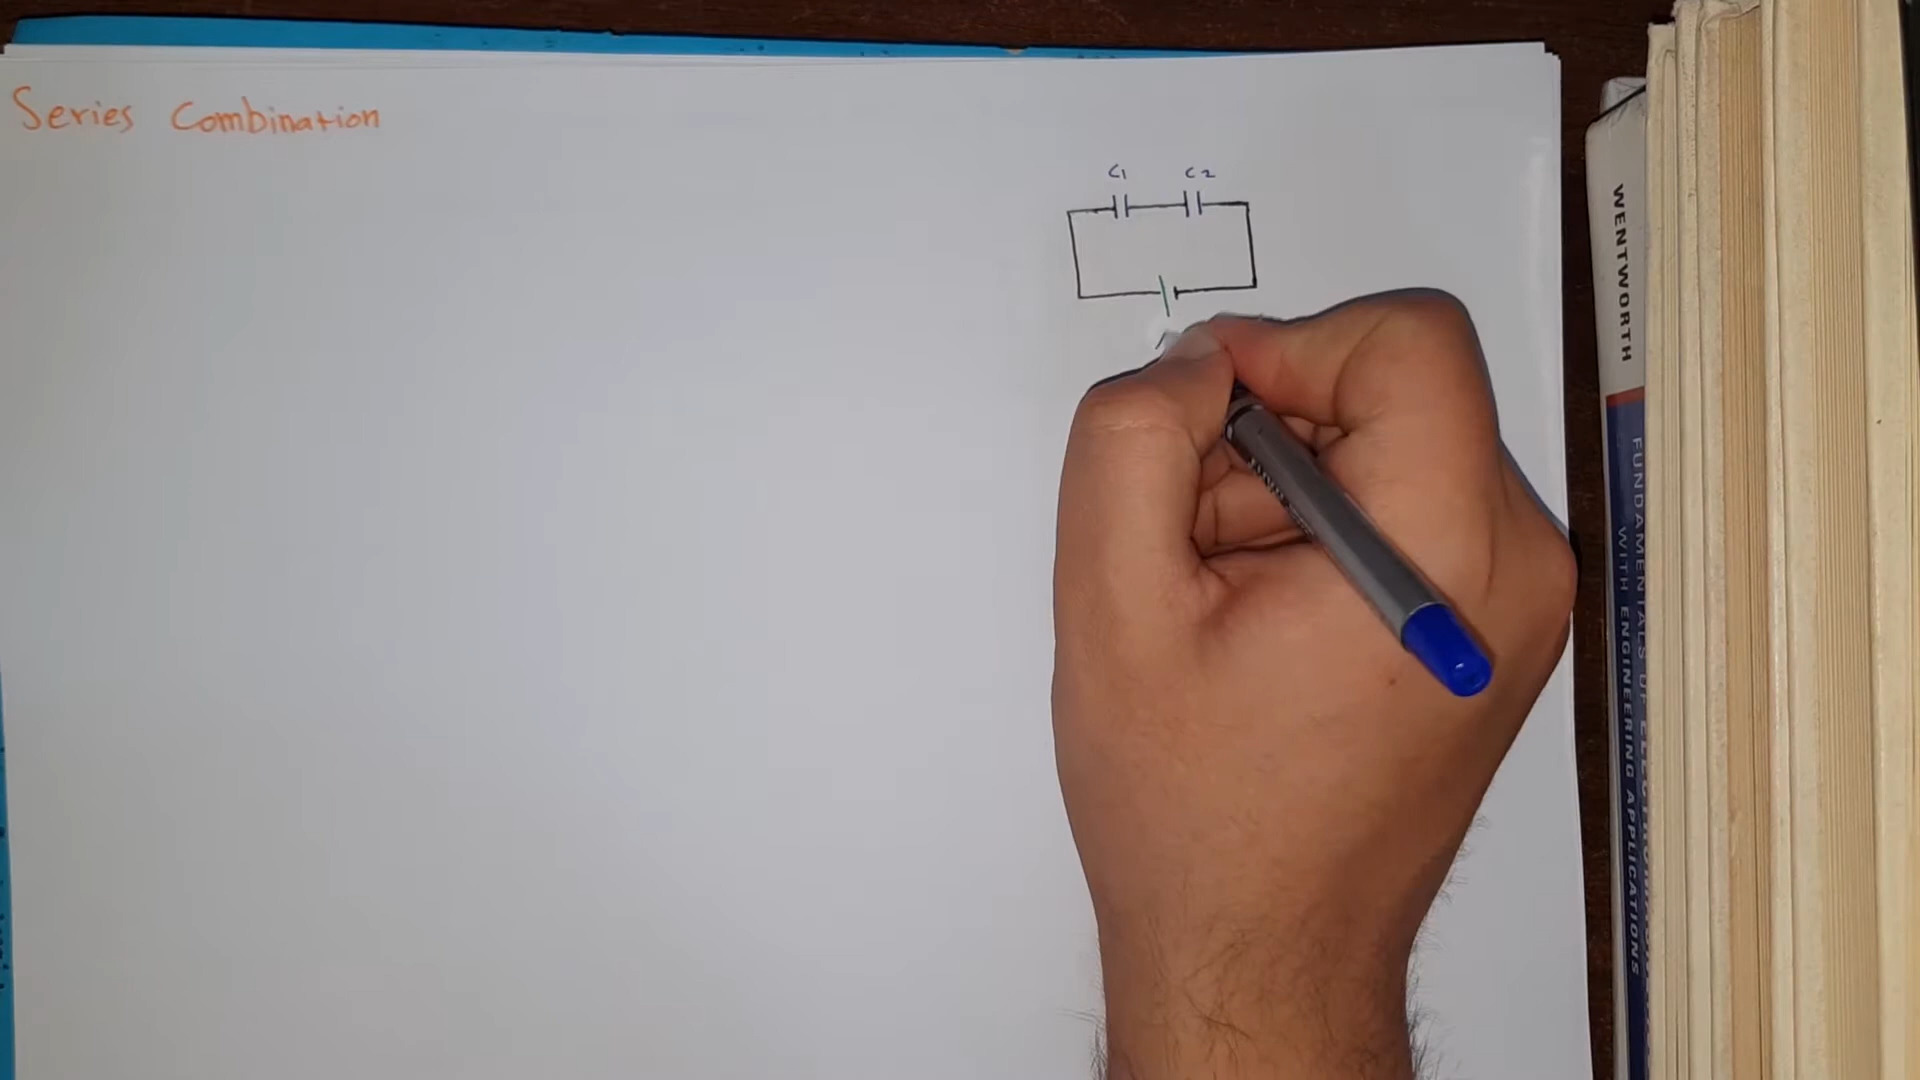 Series Combination
C1 C2
WENTWORTH
FUNDAMENTALS OF
WITH ENGINEERING APPLICATIONS